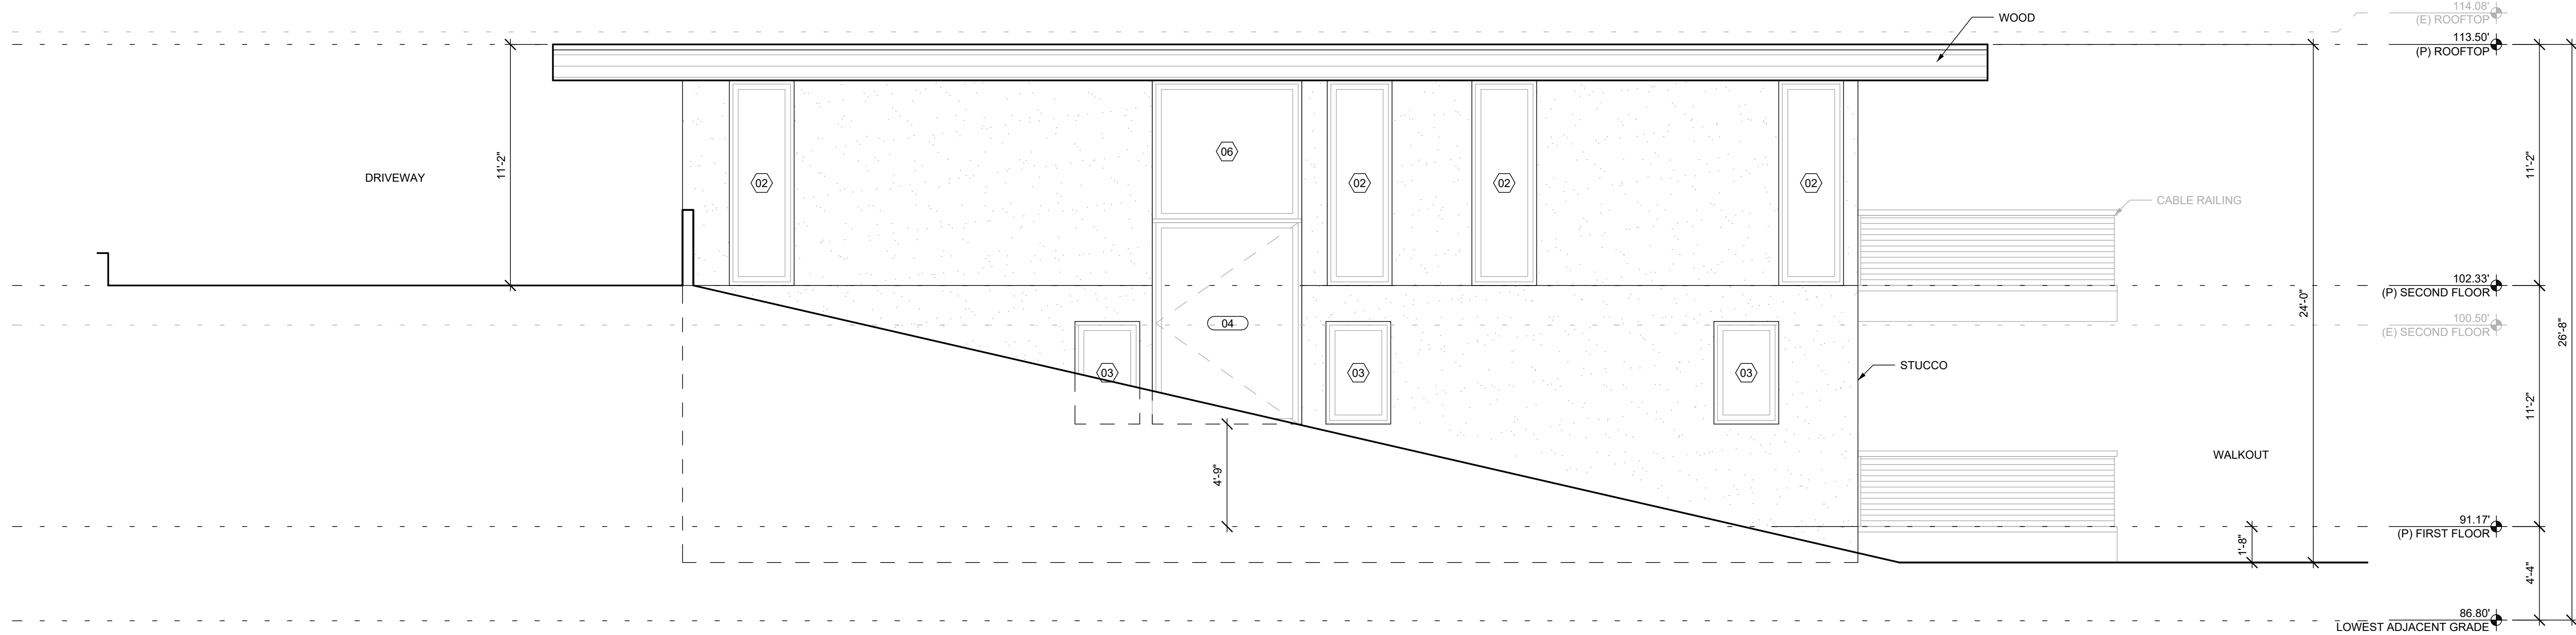 114.08'
(E) ROOFTOP
WOOD
113.50'
(P) ROOFTOP
11'-2"
DRIVEWAY
06
02
02
02
02
11'-2"
CABLE RAILING
102.33'
(P) SECOND FLOOR
24'-0"
04
100.50'
(E) SECOND FLOOR
26'-8"
03
03
03
STUCCO
11'-2"
4'-9"
WALKOUT
91.17'
(P) FIRST FLOOR
1'-8"
4'-4"
86.80'
LOWEST ADJACENT GRADE